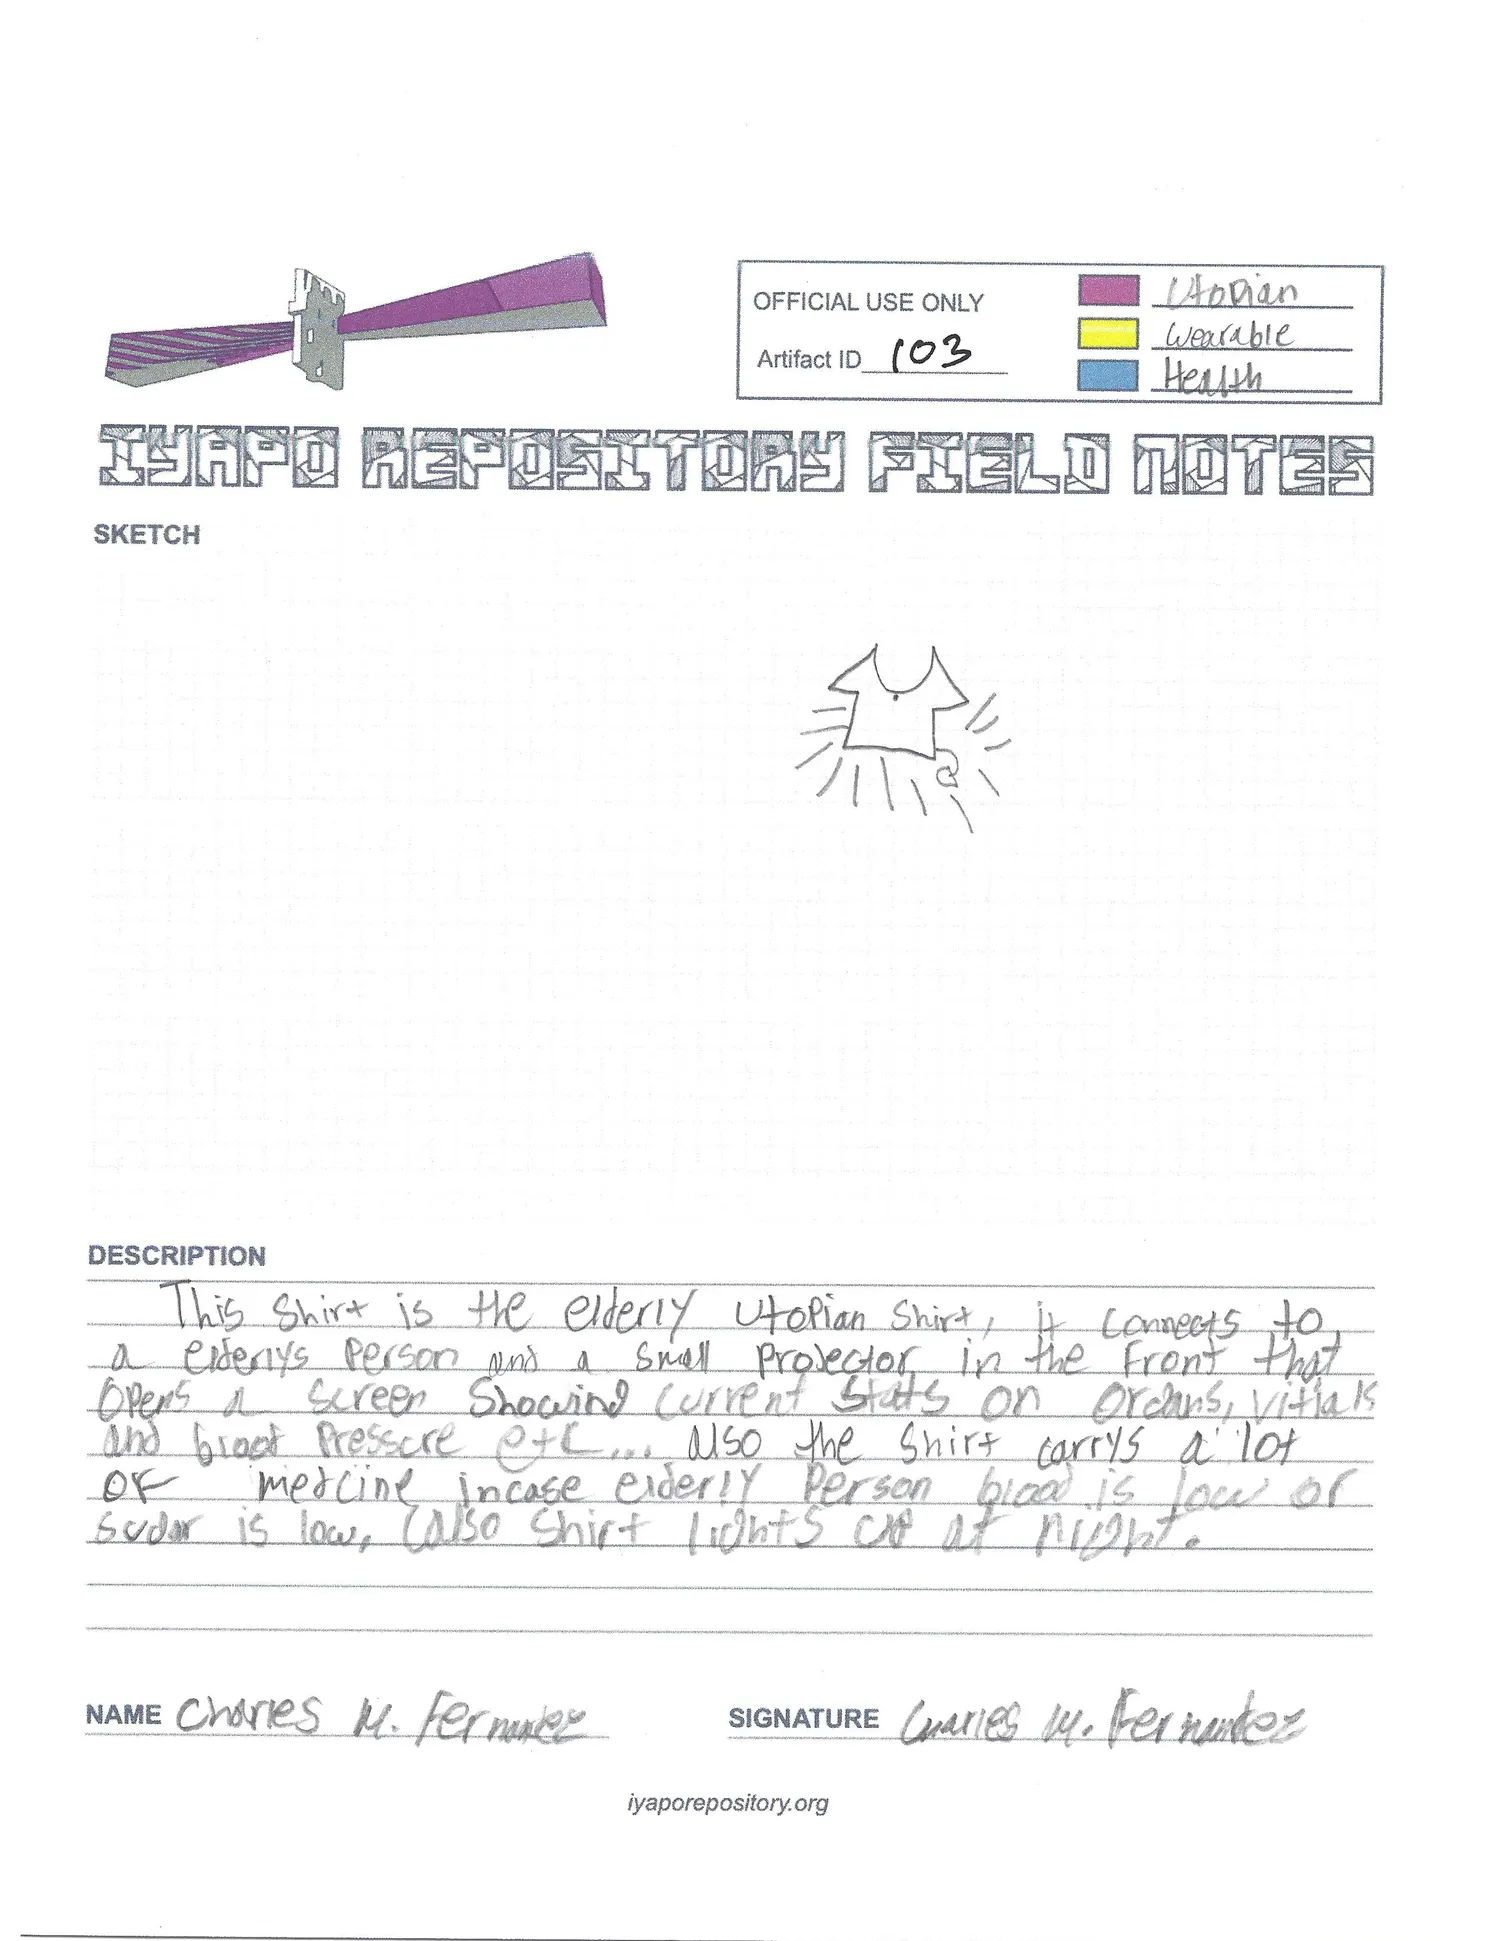 OFFICIAL USE ONLY
Artifact ID 103
Utopian
Wearable
Health
IYAPO REPOSITORY FIELD NOTES
SKETCH
DESCRIPTION
This shirt is the elderly utopian shirt, it connects to
a elderlys person and a small projector in the front that
opens a screen showing current stats on organs, vitials
and blood pressure etc... also the shirt carrys a lot
of medcine incase elderly person blood is low or
sudar is low, (also shirt lights up at night.
NAME Charles M. Fernandez
SIGNATURE Charles M. Fernandez
iyaporepository.org